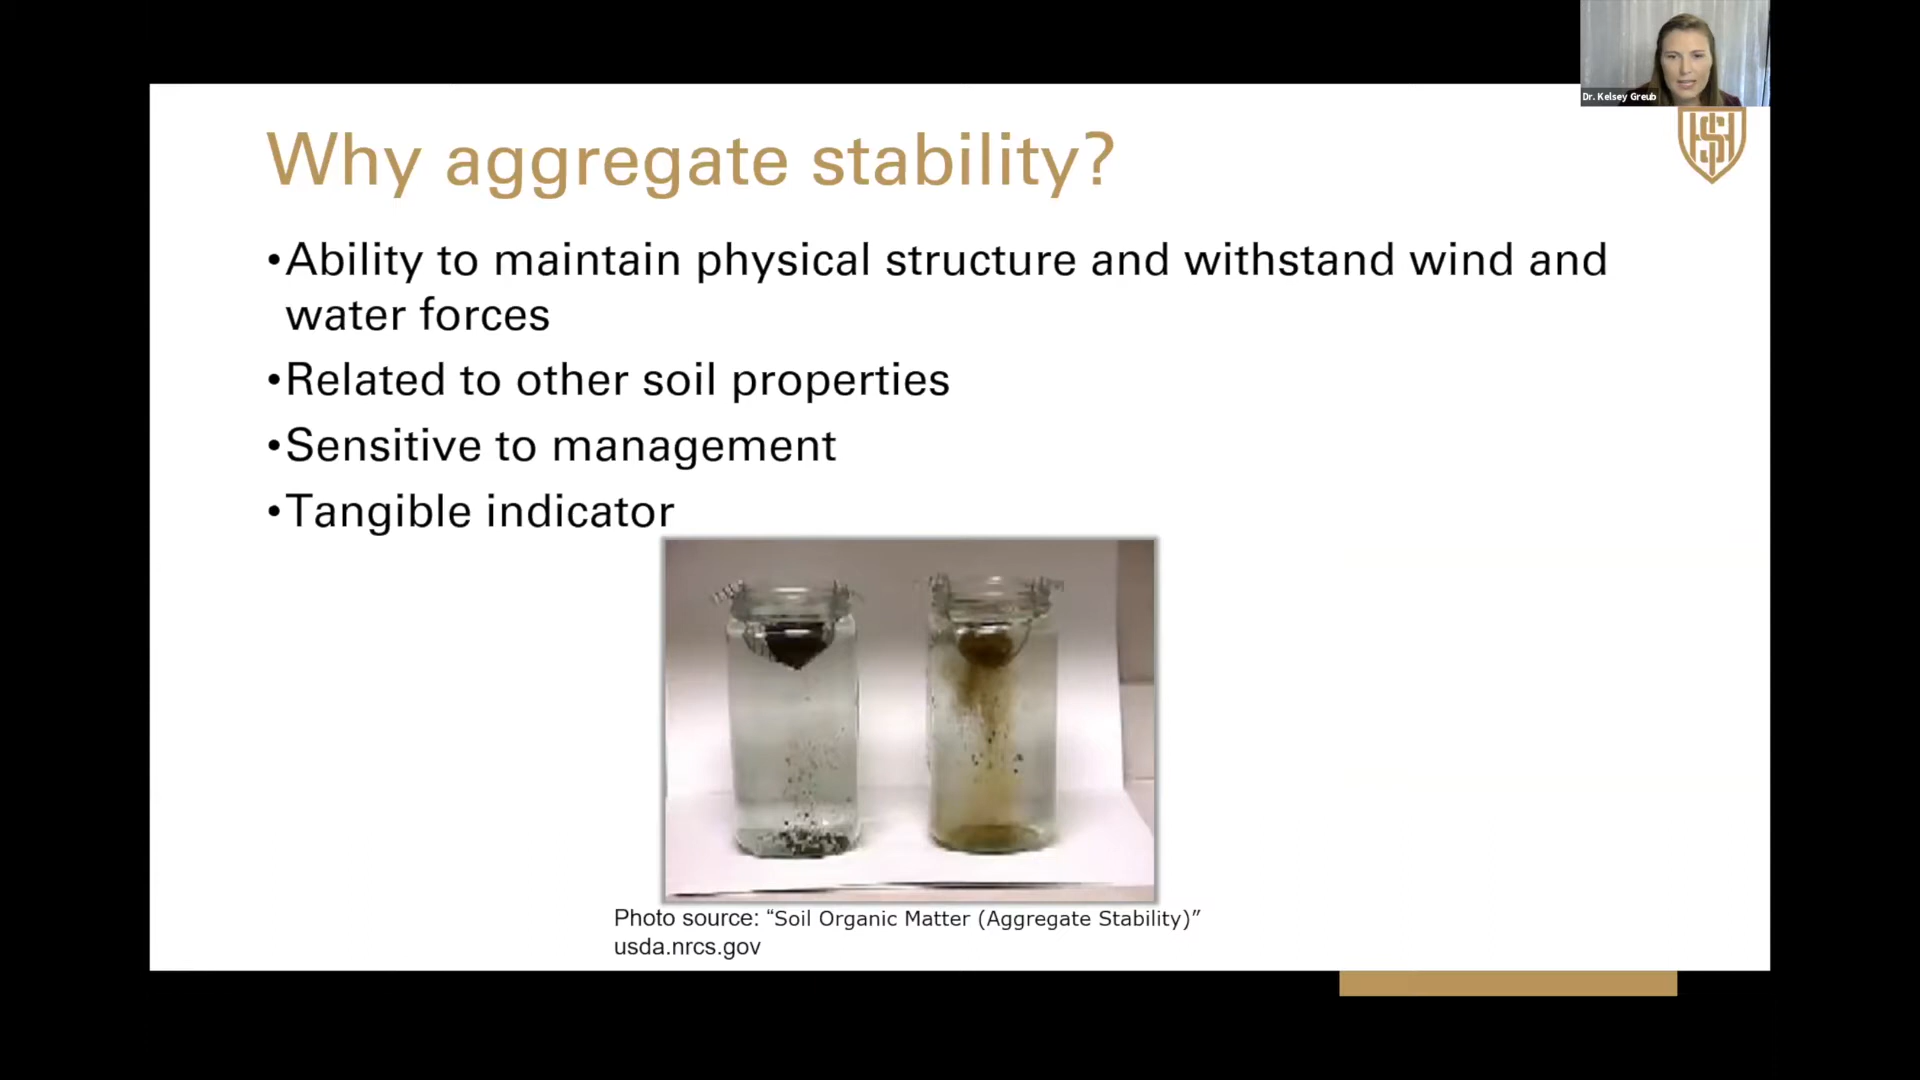 Dr. Kelsey Greub
Why aggregate stability?
•Ability to maintain physical structure and withstand wind and
water forces
•Related to other soil properties
•Sensitive to management
•Tangible indicator
Photo source: “Soil Organic Matter (Aggregate Stability)”
usda.nrcs.gov